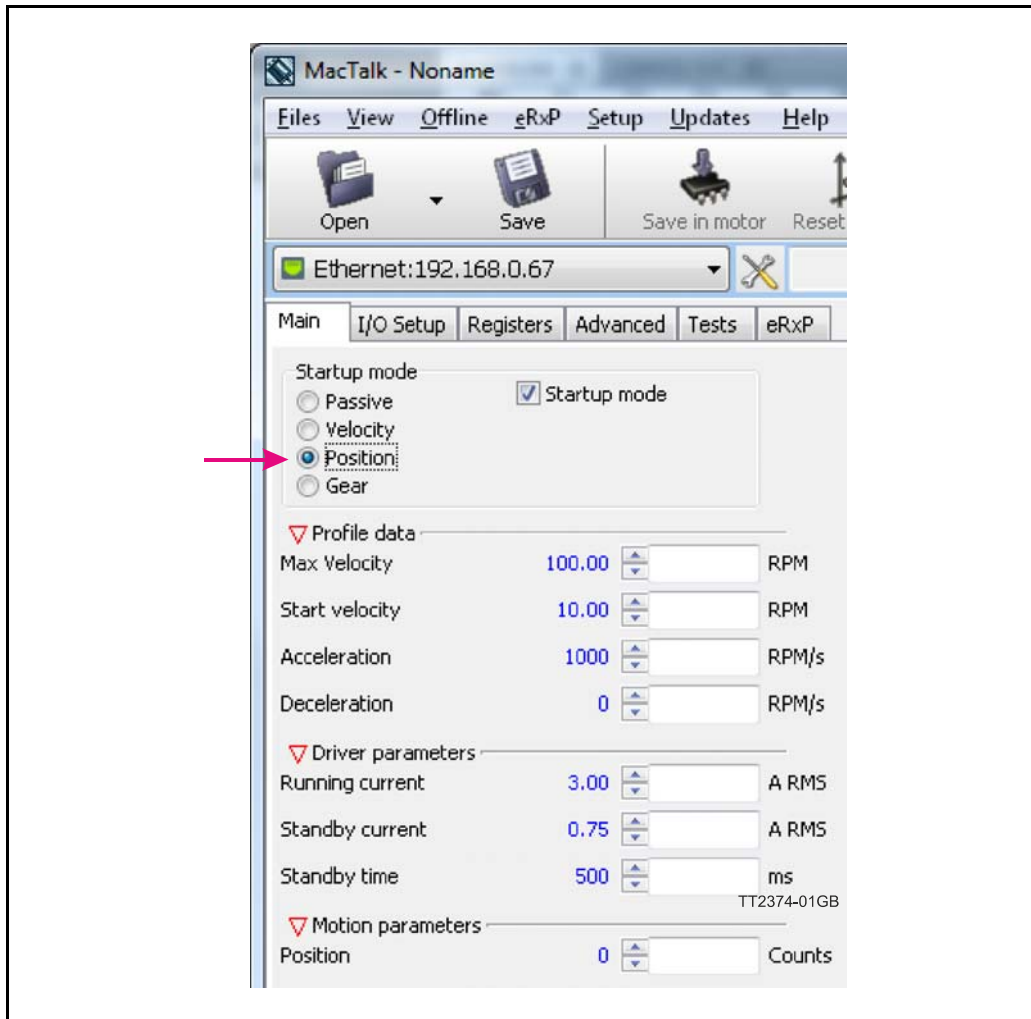 MacTalk - Noname
Files View Offline eRxP Setup Updates Help
Open Save Save in motor Reset
Ethernet:192.168.0.67
Main I/O Setup Registers Advanced Tests eRxP
Startup mode
Passive Startup mode
Velocity
Position
Gear
Profile data
Max Velocity 100.00 RPM
Start velocity 10.00 RPM
Acceleration 1000 RPM/s
Deceleration 0 RPM/s
Driver parameters
Running current 3.00 A RMS
Standby current 0.75 A RMS
Standby time 500 ms
TT2374-01GB
Motion parameters
Position 0 Counts